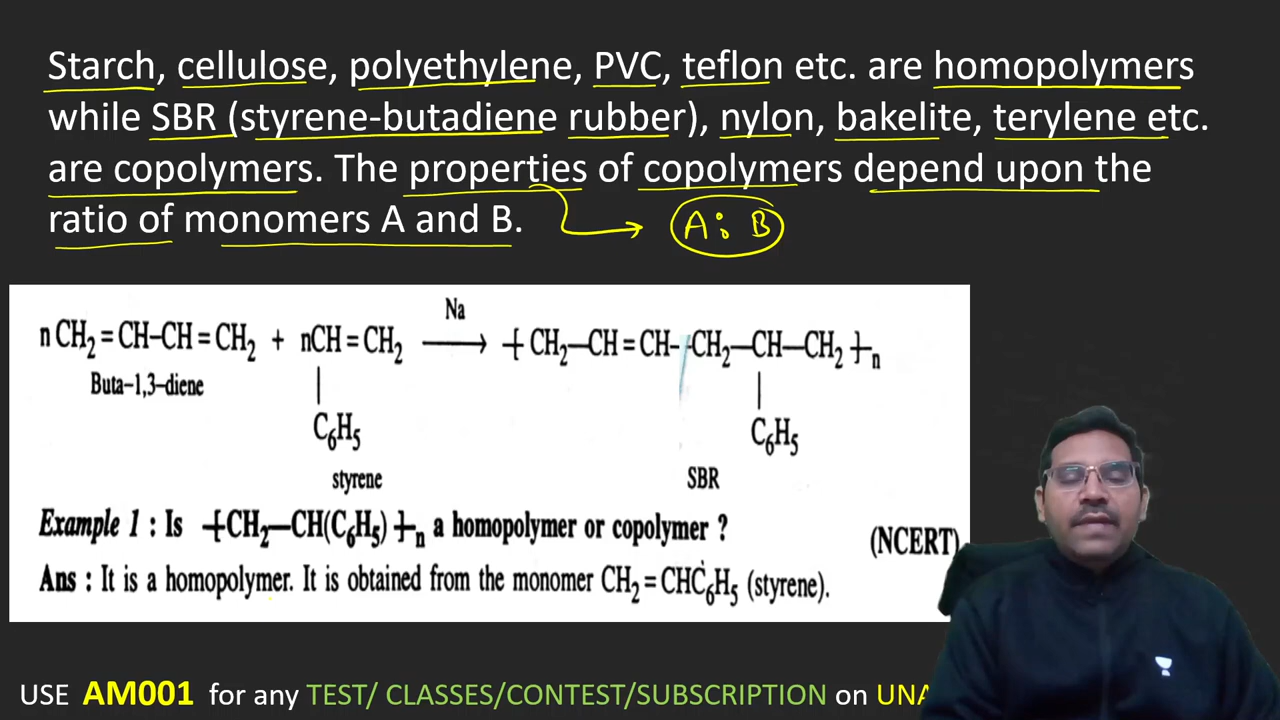 Starch, cellulose, polyethylene, PVC, teflon etc. are homopolymers
while SBR (styrene-butadiene rubber), nylon, bakelite, terylene etc.
are copolymers. The properties of copolymers depend upon the
ratio of monomers A and B.
A : B
nCH₂=CH–CH=CH₂ + nCH=CH₂ Na ⟶ –[CH₂–CH=CH–CH₂–CH–CH₂]–ₙ
Buta–1,3–diene
C₆H₅ C₆H₅
styrene SBR
Example 1 : Is –[CH₂–CH(C₆H₅)]–ₙ a homopolymer or copolymer ?
(NCERT)
Ans : It is a homopolymer. It is obtained from the monomer CH₂=CHC₆H₅ (styrene).
USE AM001 for any TEST/ CLASSES/CONTEST/SUBSCRIPTION on UNA